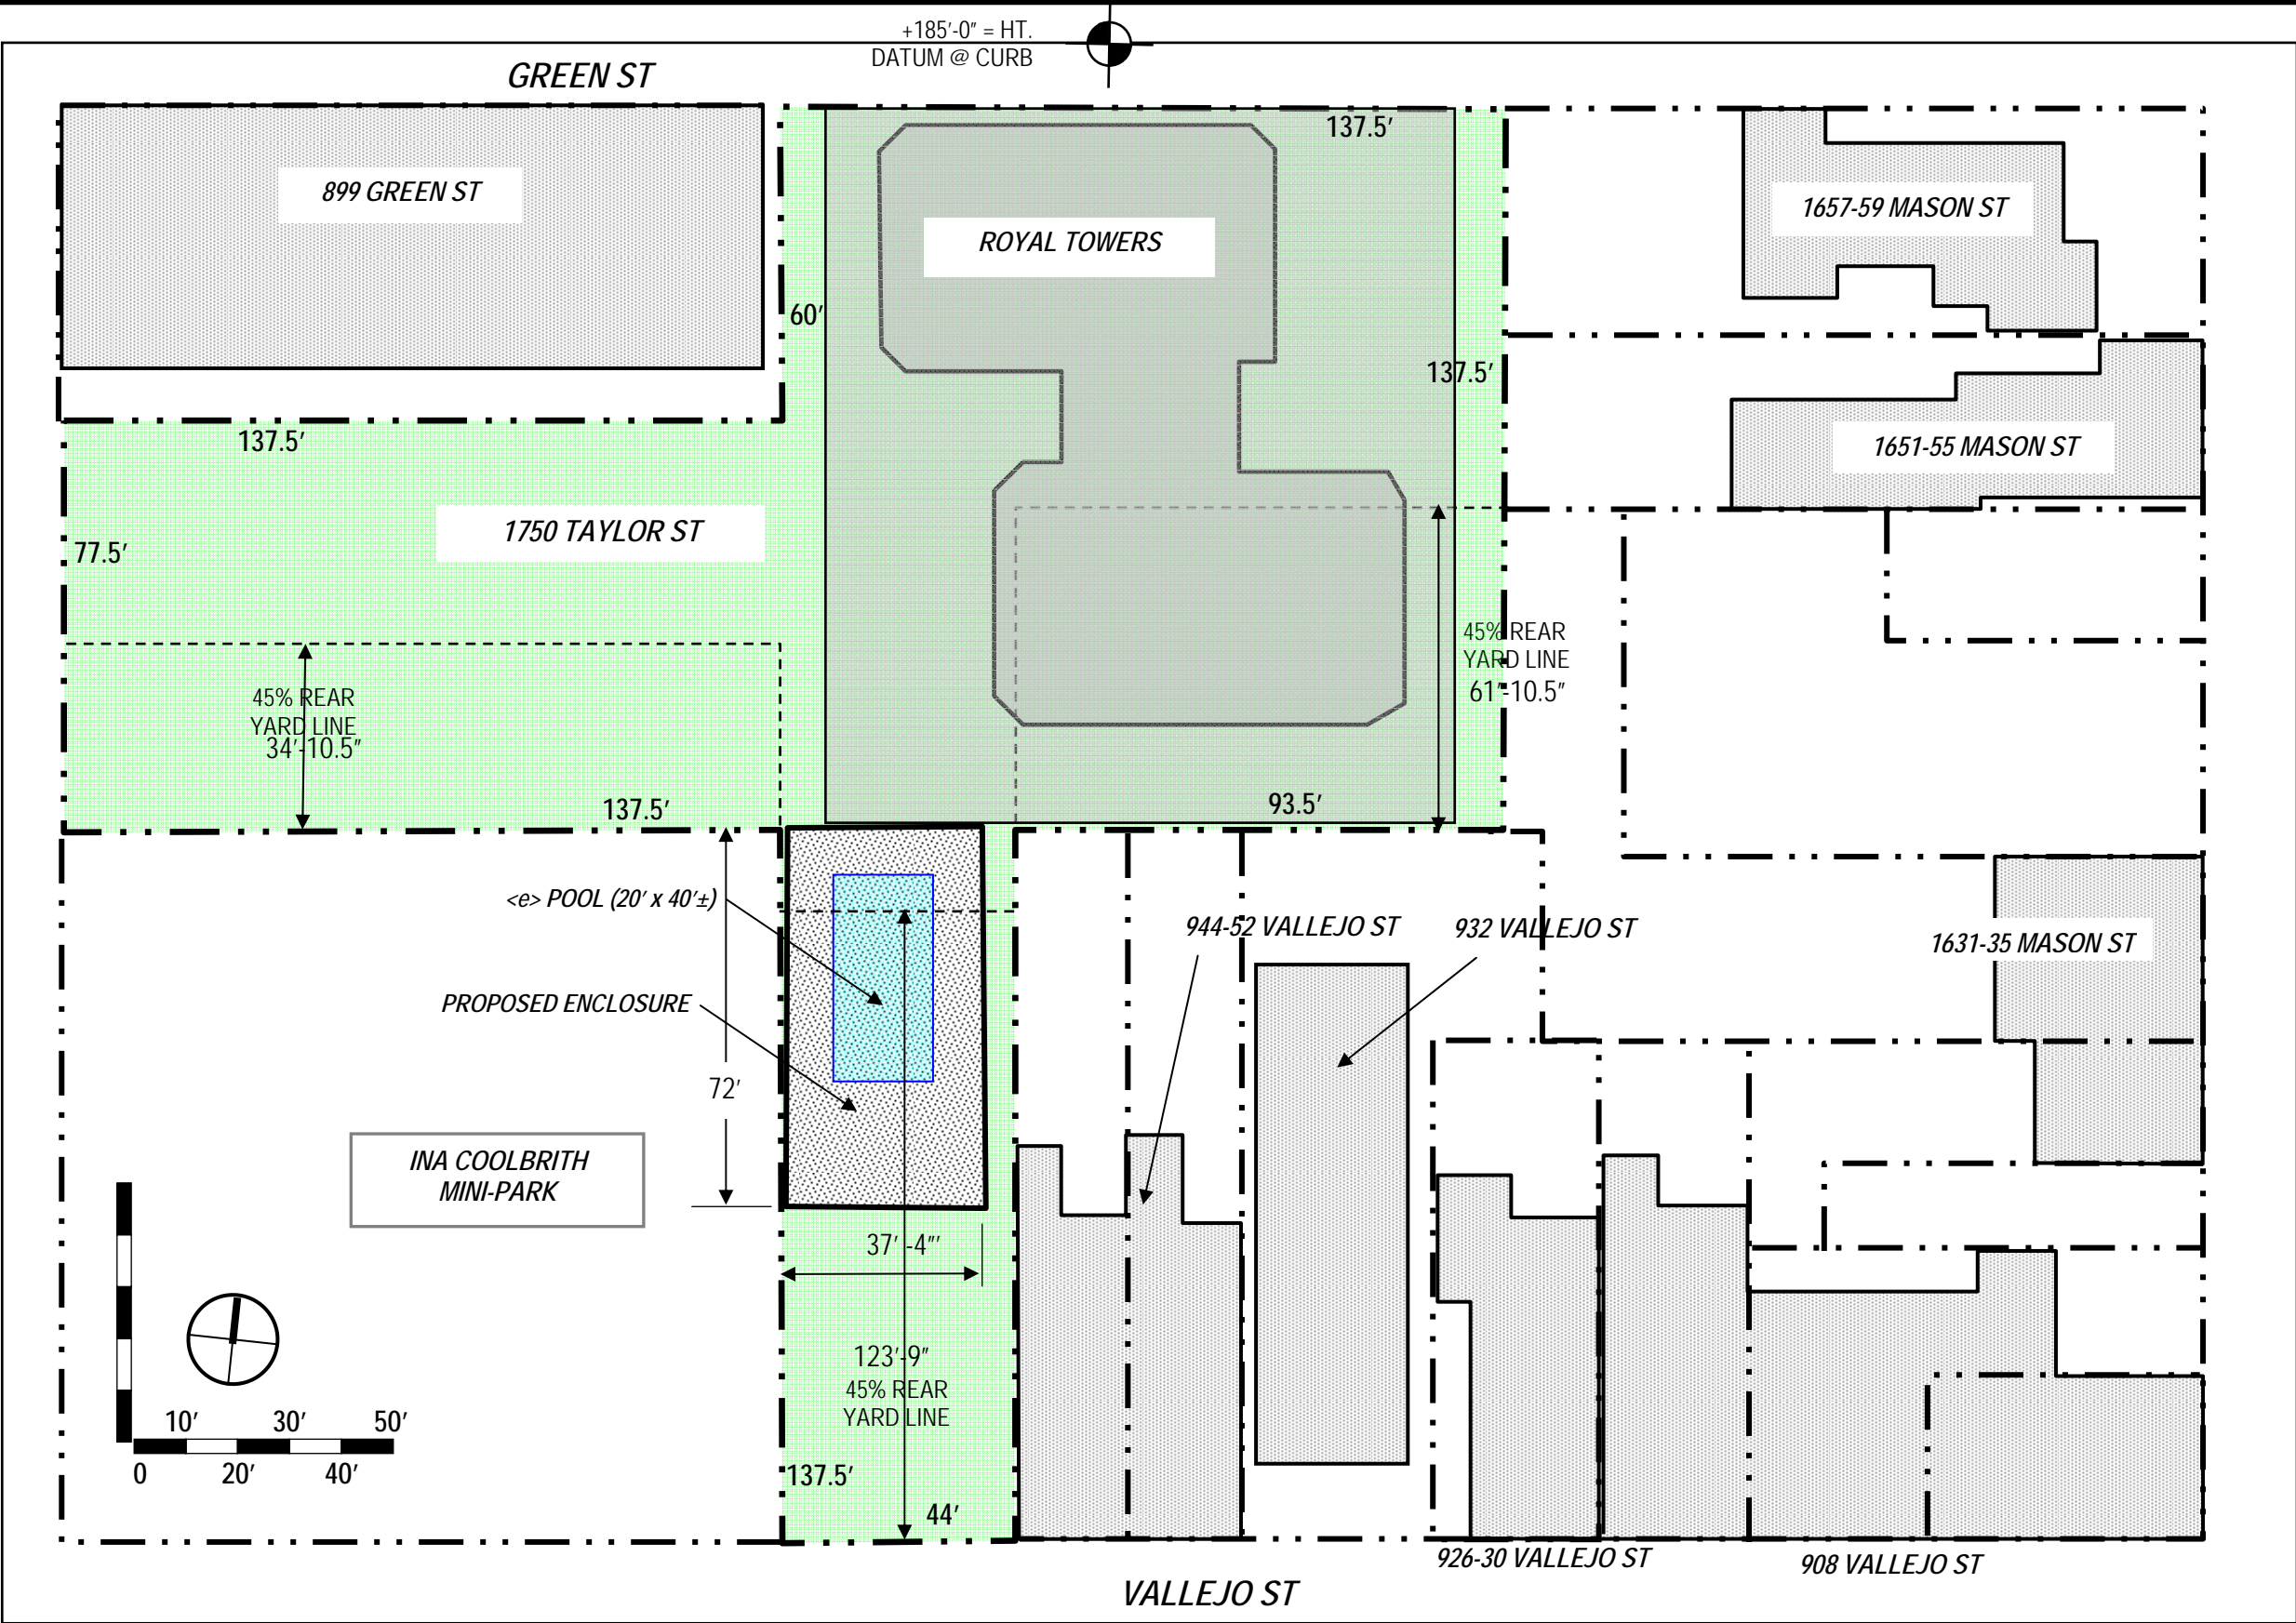 +185'-0" = HT.
DATUM @ CURB
GREEN ST
137.5'
899 GREEN ST
1657-59 MASON ST
ROYAL TOWERS
60'
137.5'
137.5'
1651-55 MASON ST
1750 TAYLOR ST
77.5'
45% REAR
YARD LINE
61"-10.5"
45% REAR
YARD LINE
34'-10.5"
137.5'
93.5'
<e> POOL (20' x 40'±)
944-52 VALLEJO ST
932 VALLEJO ST
1631-35 MASON ST
PROPOSED ENCLOSURE
72'
INA COOLBRITH
MINI-PARK
37' -4"'
123'-9"
45% REAR
YARD LINE
10' 30' 50'
0 20' 40'
137.5'
44'
926-30 VALLEJO ST
908 VALLEJO ST
VALLEJO ST